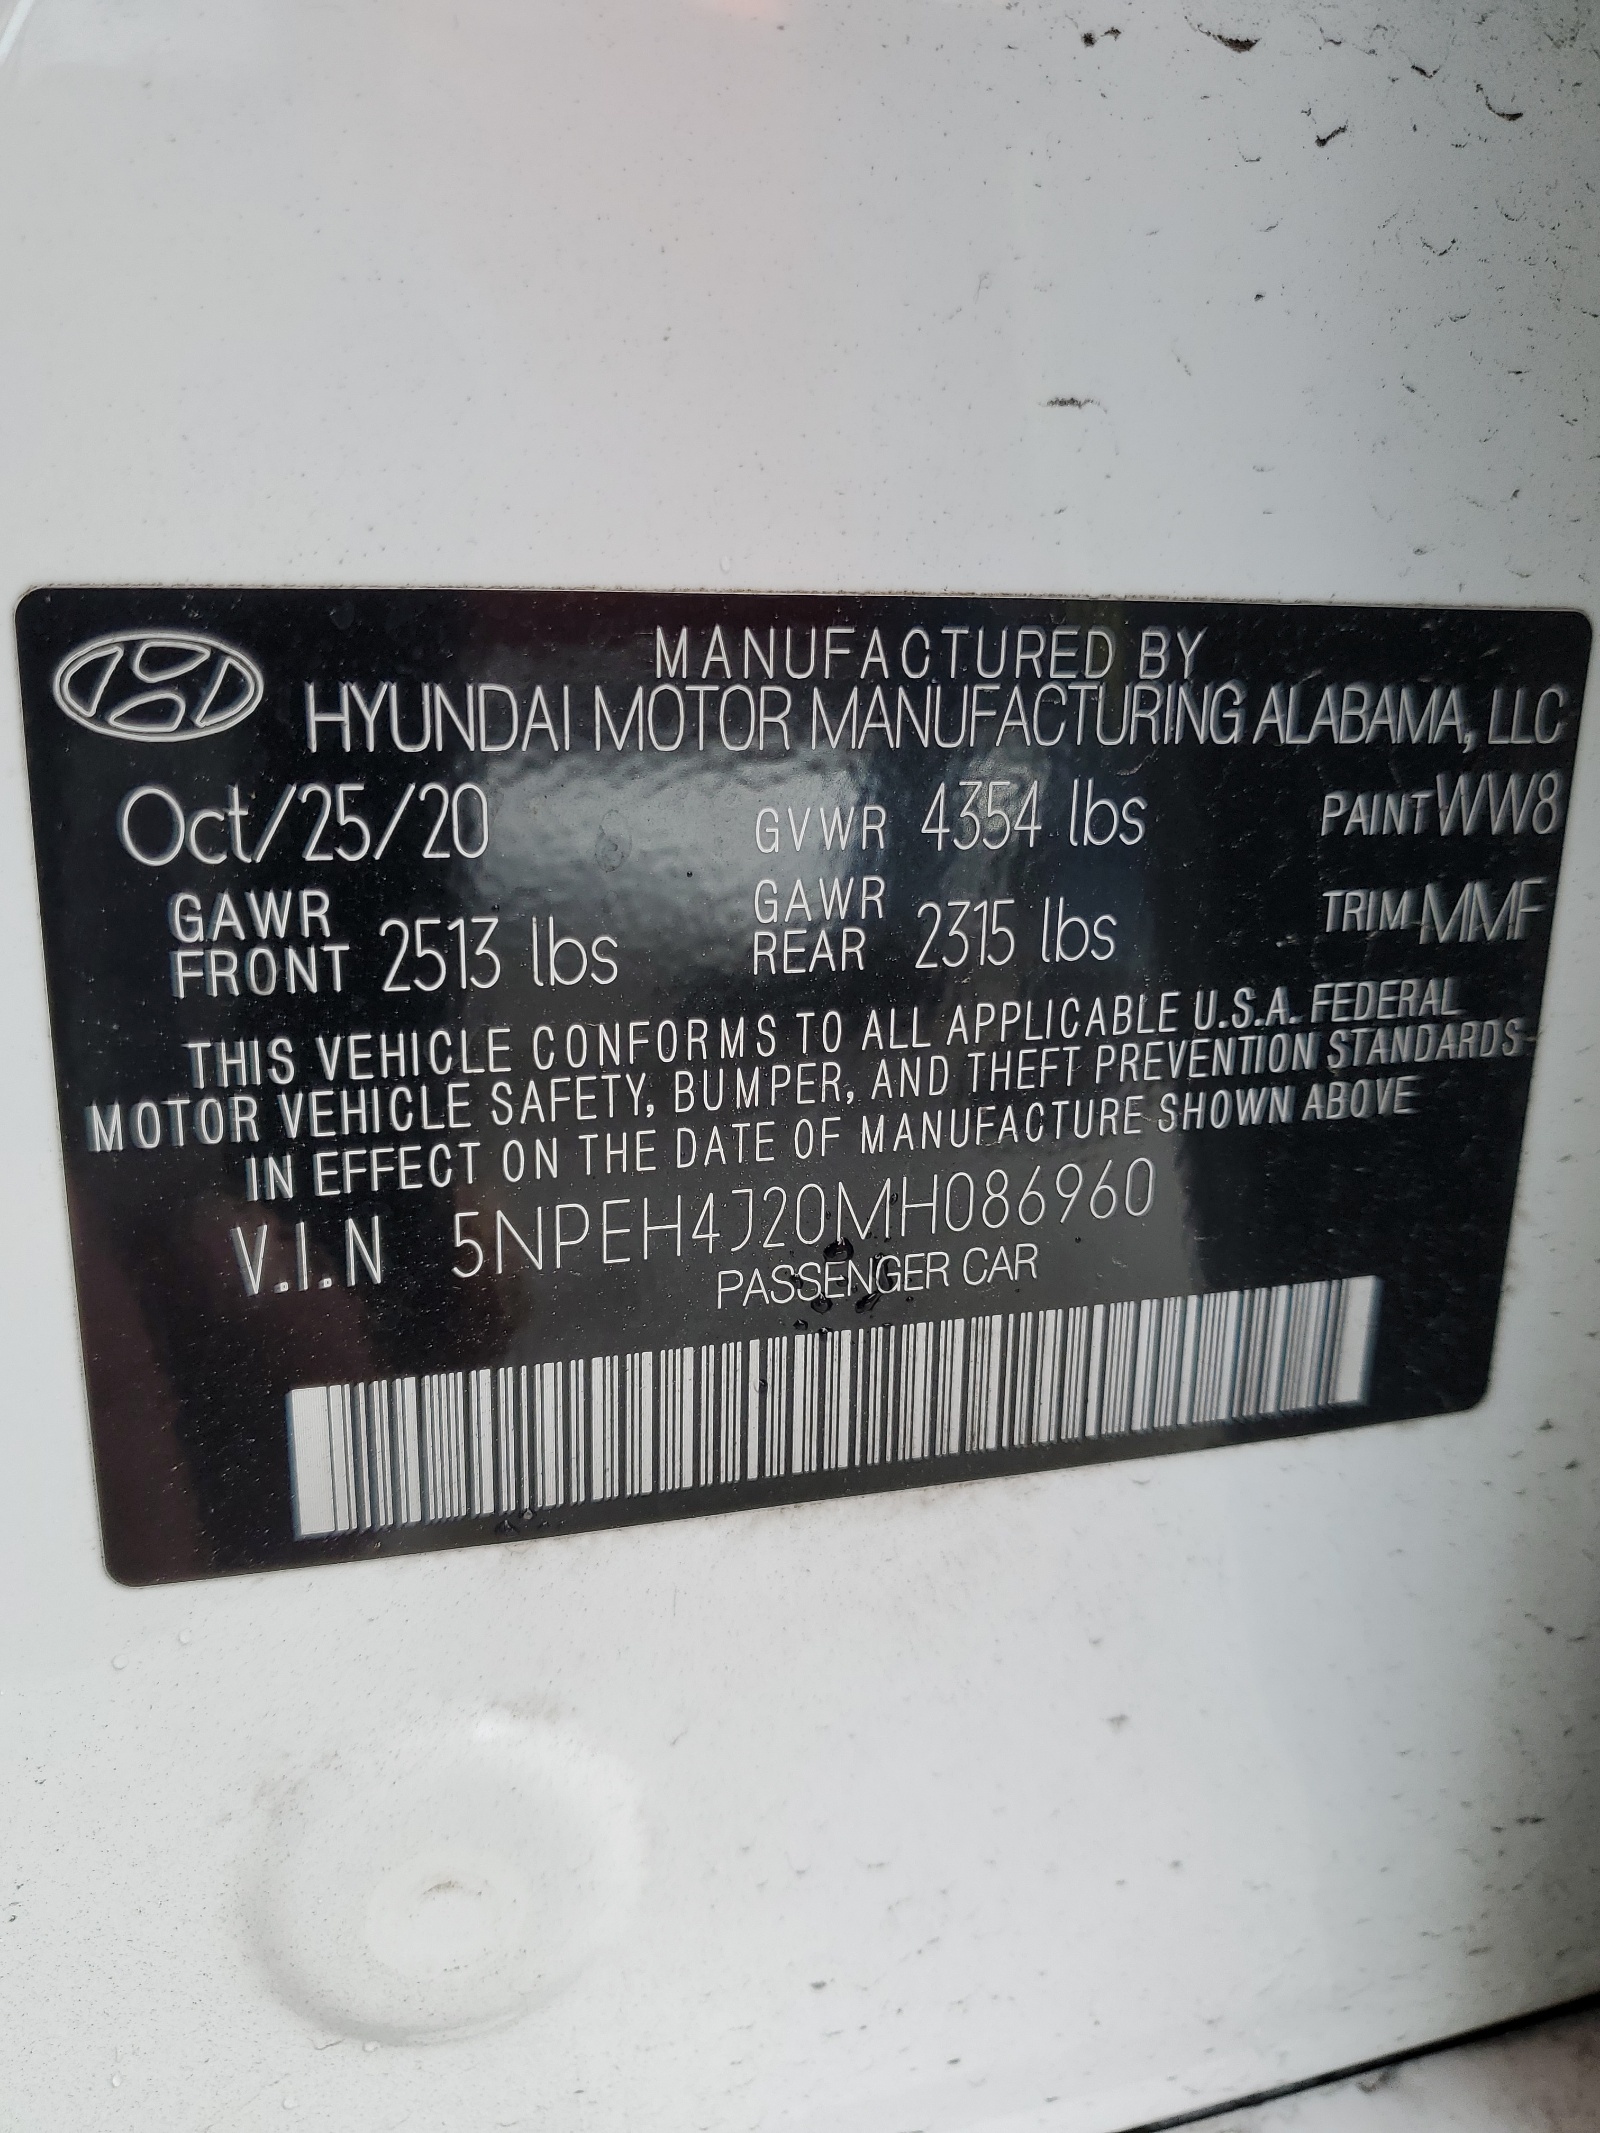 MANUFACTURED BY
HYUNDAI MOTOR MANUFACTURING ALABAMA, LLC
Oct/25/20 GVWR 4354 lbs PAINT WW8
GAWR FRONT 2513 lbs GAWR REAR 2315 lbs TRIM MMF
THIS VEHICLE CONFORMS TO ALL APPLICABLE U.S.A. FEDERAL
MOTOR VEHICLE SAFETY, BUMPER, AND THEFT PREVENTION STANDARDS
IN EFFECT ON THE DATE OF MANUFACTURE SHOWN ABOVE
V.I.N 5NPEH4J20MH086960
PASSENGER CAR